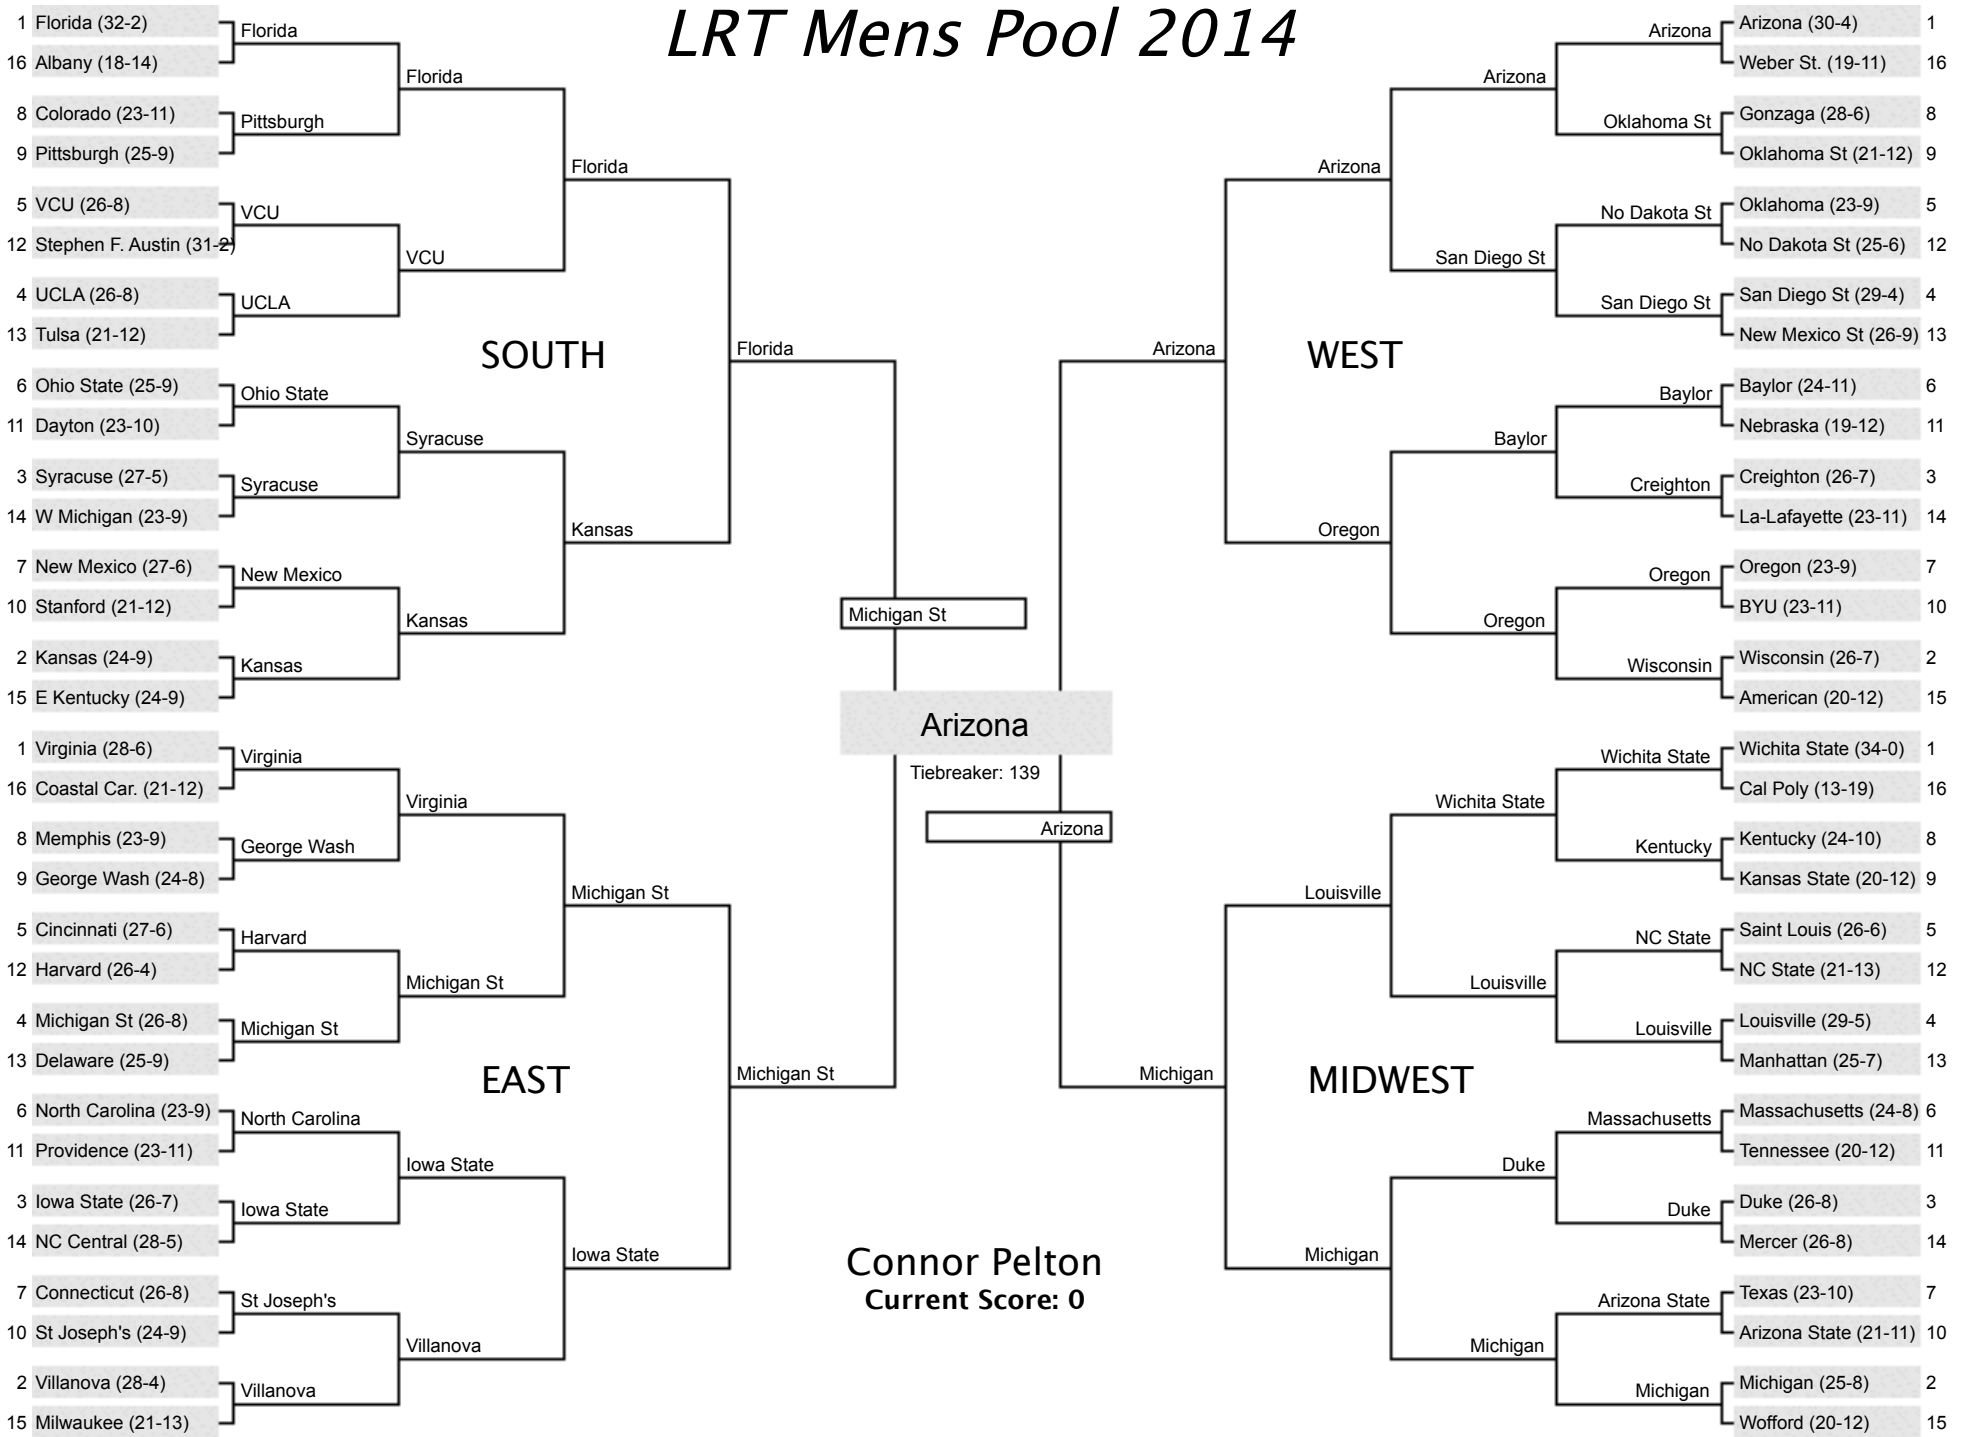 LRT Mens Pool 2014
1 Florida (32-2)
16 Albany (18-14)
8 Colorado (23-11)
9 Pittsburgh (25-9)
5 VCU (26-8)
12 Stephen F. Austin (31-2)
4 UCLA (26-8)
13 Tulsa (21-12)
6 Ohio State (25-9)
11 Dayton (23-10)
3 Syracuse (27-5)
14 W Michigan (23-9)
7 New Mexico (27-6)
10 Stanford (21-12)
2 Kansas (24-9)
15 E Kentucky (24-9)
Florida
Pittsburgh
VCU
UCLA
Ohio State
Syracuse
New Mexico
Kansas
Florida
VCU
Syracuse
Kansas
Florida
Kansas
SOUTH
Florida
1 Virginia (28-6)
16 Coastal Car. (21-12)
8 Memphis (23-9)
9 George Wash (24-8)
5 Cincinnati (27-6)
12 Harvard (26-4)
4 Michigan St (26-8)
13 Delaware (25-9)
6 North Carolina (23-9)
11 Providence (23-11)
3 Iowa State (26-7)
14 NC Central (28-5)
7 Connecticut (26-8)
10 St Joseph's (24-9)
2 Villanova (28-4)
15 Milwaukee (21-13)
Virginia
George Wash
Harvard
Michigan St
North Carolina
Iowa State
St Joseph's
Villanova
Virginia
Michigan St
Iowa State
Villanova
Michigan St
Iowa State
EAST
Michigan St
Michigan St
Arizona
Tiebreaker: 139
Arizona
Connor Pelton
Current Score: 0
Arizona
WEST
Arizona
Oregon
Arizona
San Diego St
Baylor
Oregon
Arizona
Oklahoma St
No Dakota St
San Diego St
Baylor
Creighton
Oregon
Wisconsin
Arizona (30-4) 1
Weber St. (19-11) 16
Gonzaga (28-6) 8
Oklahoma St (21-12) 9
Oklahoma (23-9) 5
No Dakota St (25-6) 12
San Diego St (29-4) 4
New Mexico St (26-9) 13
Baylor (24-11) 6
Nebraska (19-12) 11
Creighton (26-7) 3
La-Lafayette (23-11) 14
Oregon (23-9) 7
BYU (23-11) 10
Wisconsin (26-7) 2
American (20-12) 15
Michigan
MIDWEST
Louisville
Michigan
Wichita State
Louisville
Duke
Michigan
Wichita State
Kentucky
NC State
Louisville
Massachusetts
Duke
Arizona State
Michigan
Wichita State (34-0) 1
Cal Poly (13-19) 16
Kentucky (24-10) 8
Kansas State (20-12) 9
Saint Louis (26-6) 5
NC State (21-13) 12
Louisville (29-5) 4
Manhattan (25-7) 13
Massachusetts (24-8) 6
Tennessee (20-12) 11
Duke (26-8) 3
Mercer (26-8) 14
Texas (23-10) 7
Arizona State (21-11) 10
Michigan (25-8) 2
Wofford (20-12) 15